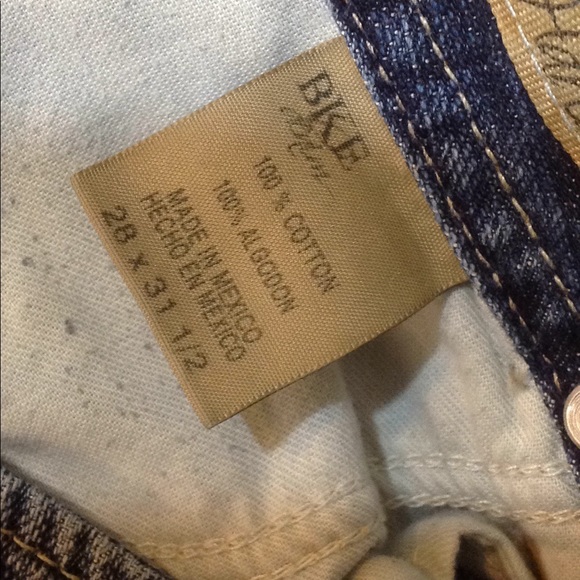 BKE
100 % COTTON
100% ALGODON
MADE IN MEXICO
HECHO EN MEXICO
28 x 31 1/2